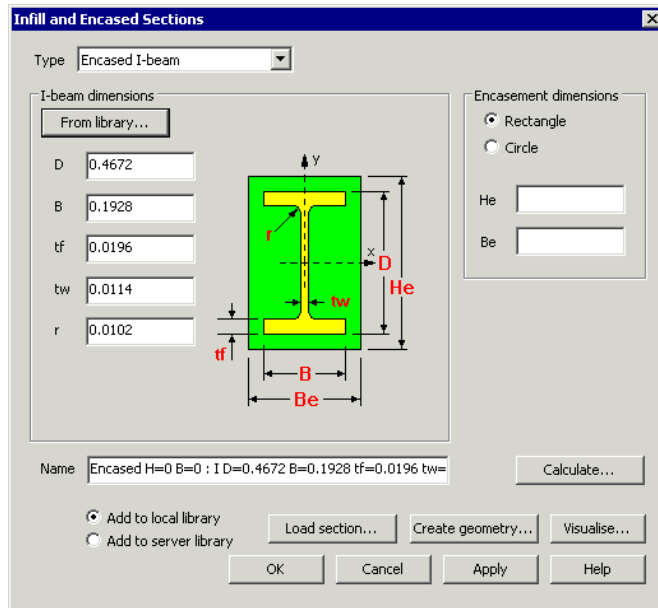 Infill and Encased Sections
Type Encased I-beam
I-beam dimensions
From library...
D 0.4672
B 0.1928
tf 0.0196
tw 0.0114
r 0.0102
y
r
x
D
He
tw
tf
B
Be
Encasement dimensions
Rectangle
Circle
He
Be
Name Encased H=0 B=0 : I D=0.4672 B=0.1928 tf=0.0196 tw=
Calculate...
Add to local library
Add to server library
Load section... Create geometry... Visualise...
OK Cancel Apply Help